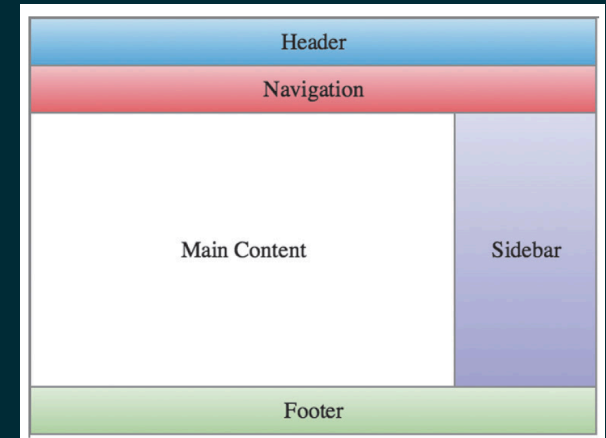 Header
Navigation
Main Content
Sidebar
Footer